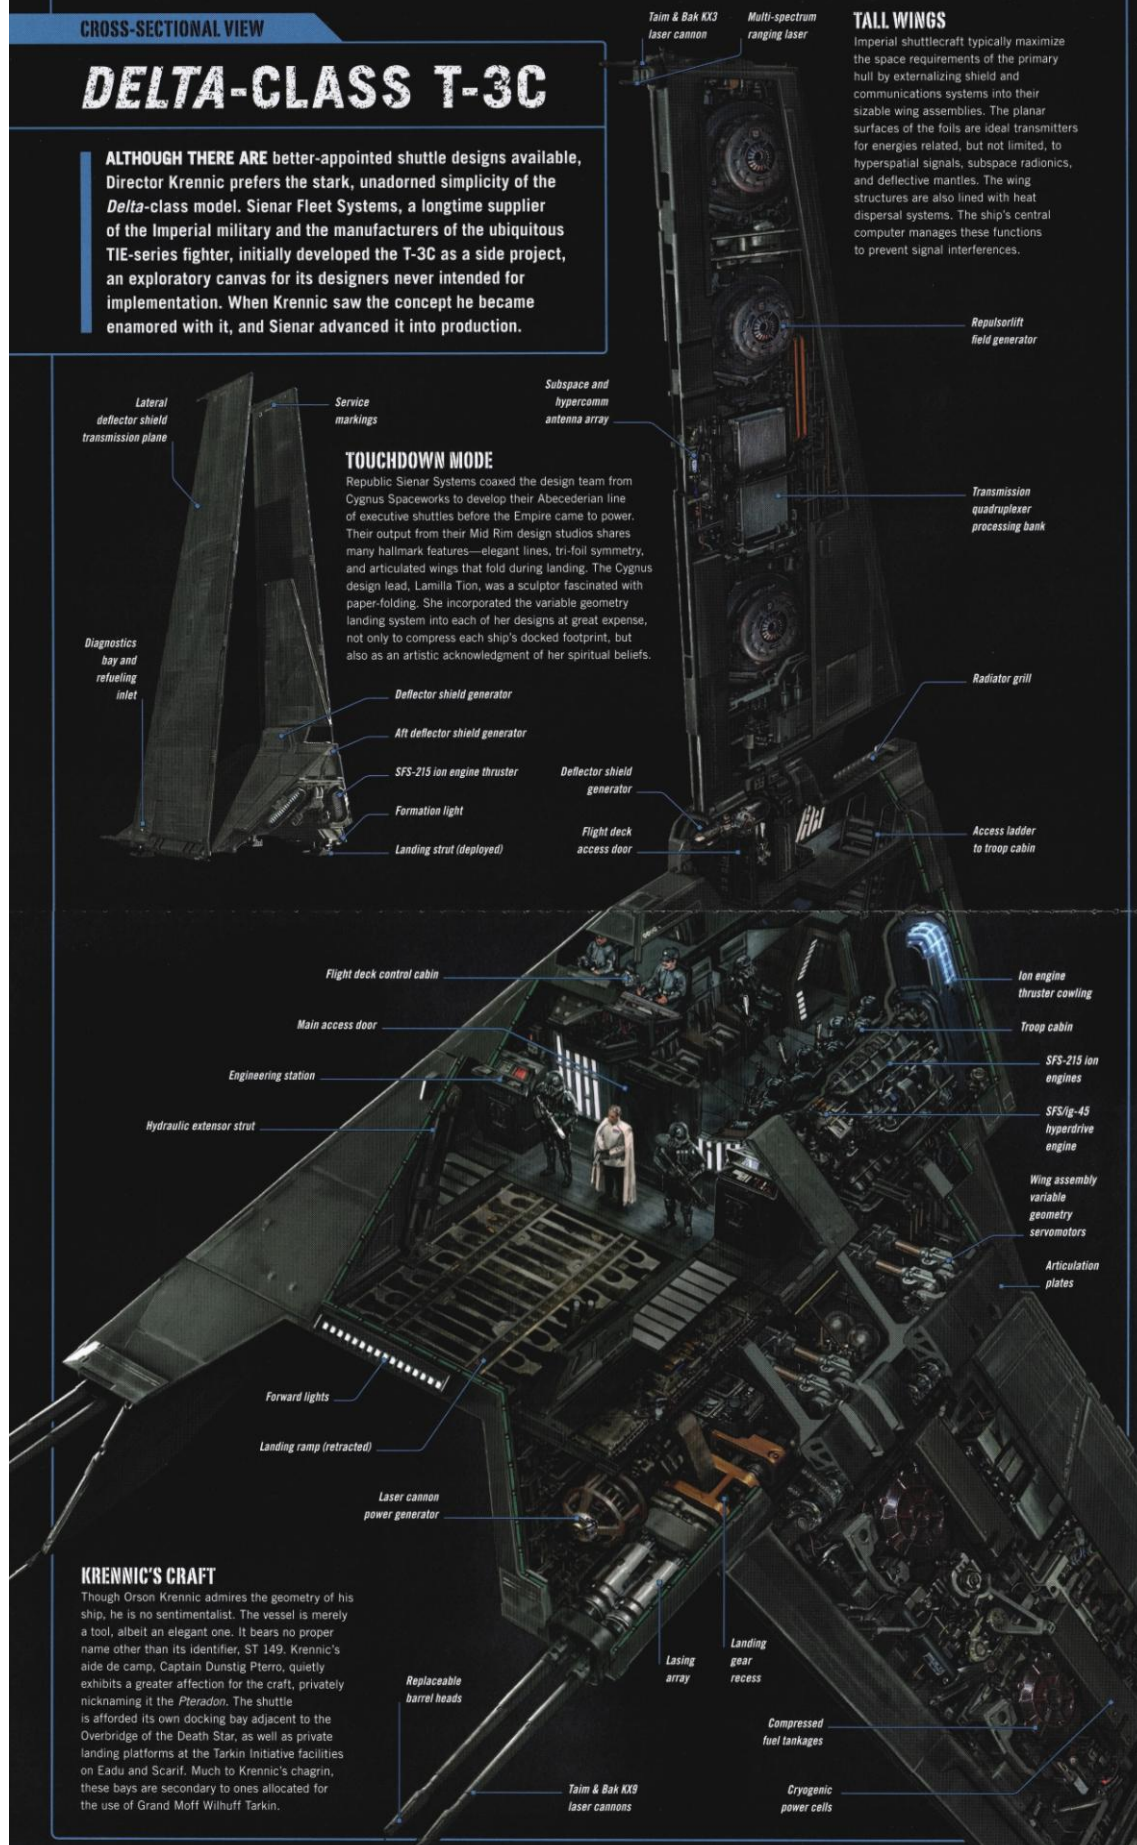 CROSS-SECTIONAL VIEW
DELTA-CLASS T-3C
ALTHOUGH THERE ARE better-appointed shuttle designs available,
Director Krennic prefers the stark, unadorned simplicity of the
Delta-class model. Sienar Fleet Systems, a longtime supplier
of the Imperial military and the manufacturers of the ubiquitous
TIE-series fighter, initially developed the T-3C as a side project,
an exploratory canvas for its designers never intended for
implementation. When Krennic saw the concept he became
enamored with it, and Sienar advanced it into production.
Taim & Bak KX3
laser cannon
Multi-spectrum
ranging laser
TALL WINGS
Imperial shuttlecraft typically maximize
the space requirements of the primary
hull by externalizing shield and
communications systems into their
sizable wing assemblies. The planar
surfaces of the foils are ideal transmitters
for energies related, but not limited, to
hyperspatial signals, subspace radionics,
and deflective mantles. The wing
structures are also lined with heat
dispersal systems. The ship's central
computer manages these functions
to prevent signal interferences.
Repulsorlift
field generator
Subspace and
hypercomm
antenna array
Lateral
deflector shield
transmission plane
Service
markings
TOUCHDOWN MODE
Republic Sienar Systems coaxed the design team from
Cygnus Spaceworks to develop their Abecederian line
of executive shuttles before the Empire came to power.
Their output from their Mid Rim design studios shares
many hallmark features—elegant lines, tri-foil symmetry,
and articulated wings that fold during landing. The Cygnus
design lead, Lamilla Tion, was a sculptor fascinated with
paper-folding. She incorporated the variable geometry
landing system into each of her designs at great expense,
not only to compress each ship's docked footprint, but
also as an artistic acknowledgment of her spiritual beliefs.
Transmission
quadruplexer
processing bank
Diagnostics
bay and
refueling
inlet
Deflector shield generator
Aft deflector shield generator
SFS-215 ion engine thruster
Formation light
Landing strut (deployed)
Radiator grill
Deflector shield
generator
Flight deck
access door
Access ladder
to troop cabin
Flight deck control cabin
Main access door
Engineering station
Hydraulic extensor strut
Ion engine
thruster cowling
Troop cabin
SFS-215 ion
engines
SFS/ig-45
hyperdrive
engine
Wing assembly
variable
geometry
servomotors
Articulation
plates
Forward lights
Landing ramp (retracted)
Laser cannon
power generator
KRENNIC'S CRAFT
Though Orson Krennic admires the geometry of his
ship, he is no sentimentalist. The vessel is merely
a tool, albeit an elegant one. It bears no proper
name other than its identifier, ST 149. Krennic's
aide de camp, Captain Dunstig Pterro, quietly
exhibits a greater affection for the craft, privately
nicknaming it the Pteradon. The shuttle
is afforded its own docking bay adjacent to the
Overbridge of the Death Star, as well as private
landing platforms at the Tarkin Initiative facilities
on Eadu and Scarif. Much to Krennic's chagrin,
these bays are secondary to ones allocated for
the use of Grand Moff Wilhuff Tarkin.
Replaceable
barrel heads
Lasing
array
Landing
gear
recess
Compressed
fuel tankages
Taim & Bak KX9
laser cannons
Cryogenic
power cells